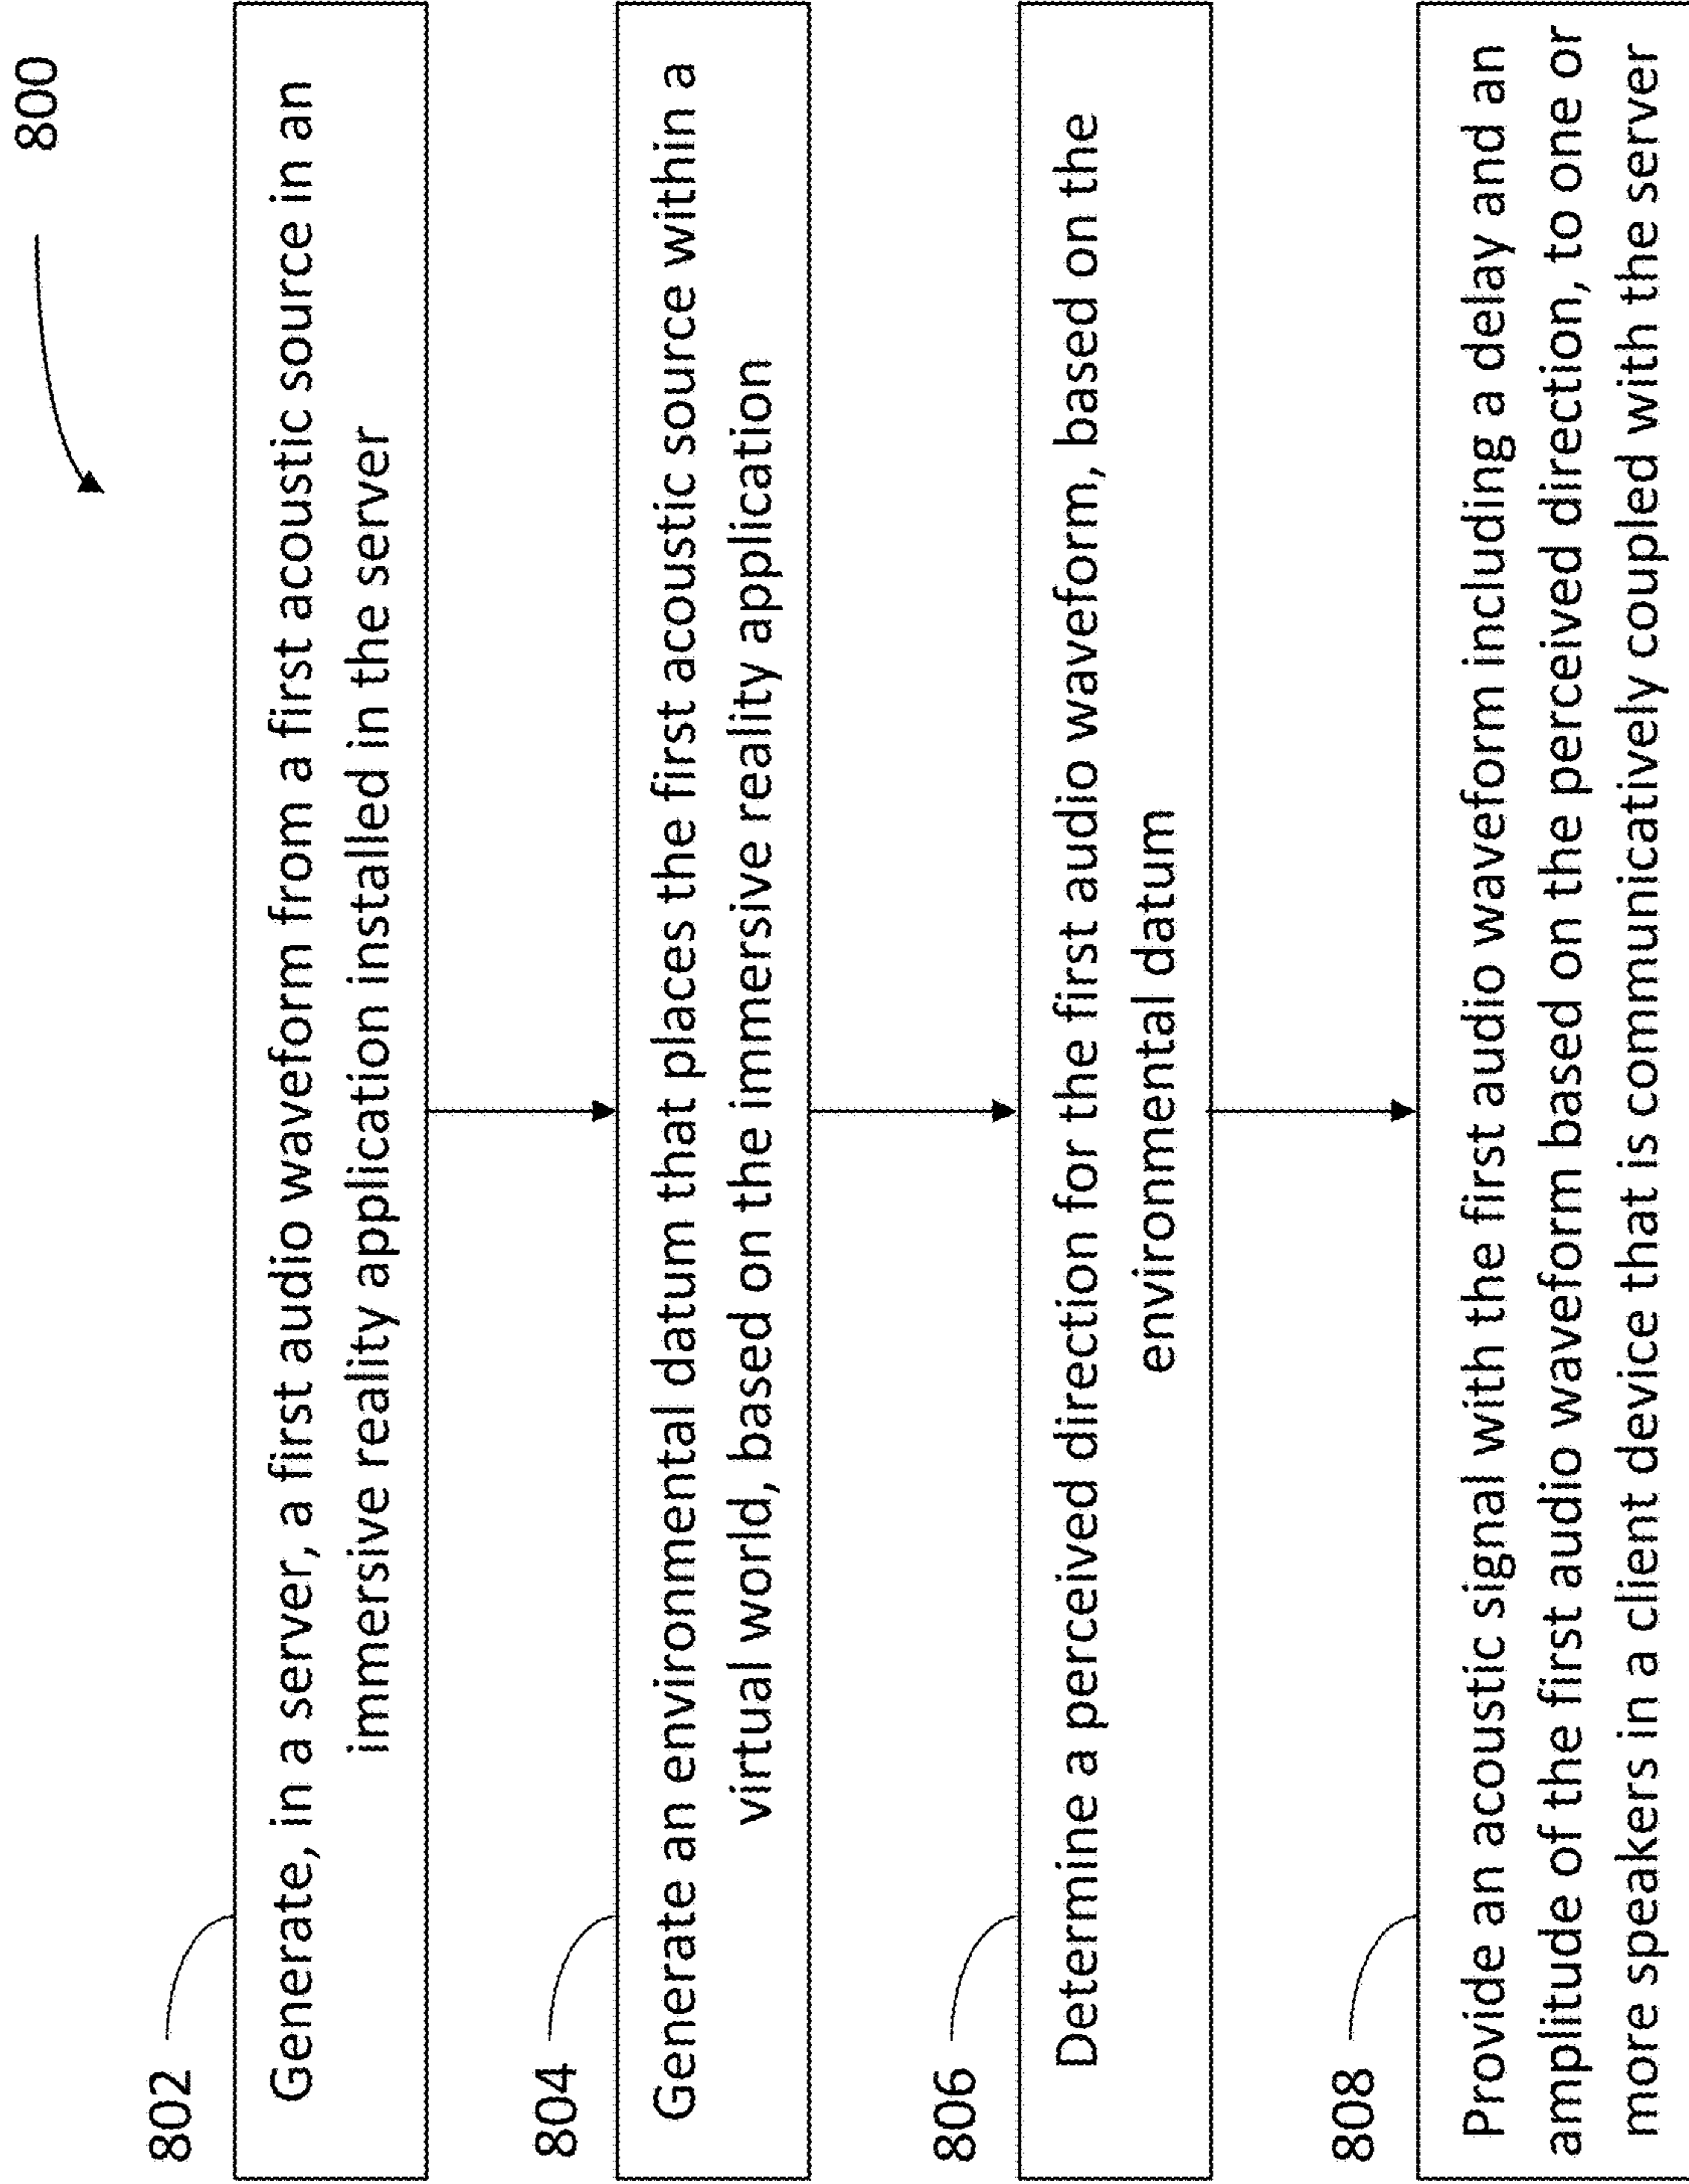 800
802
Generate, in a server, a first audio waveform from a first acoustic source in an
immersive reality application installed in the server
804
Generate an environmental datum that places the first acoustic source within a
virtual world, based on the immersive reality application
806
Determine a perceived direction for the first audio waveform, based on the
environmental datum
808
Provide an acoustic signal with the first audio waveform including a delay and an
amplitude of the first audio waveform based on the perceived direction, to one or
more speakers in a client device that is communicatively coupled with the server